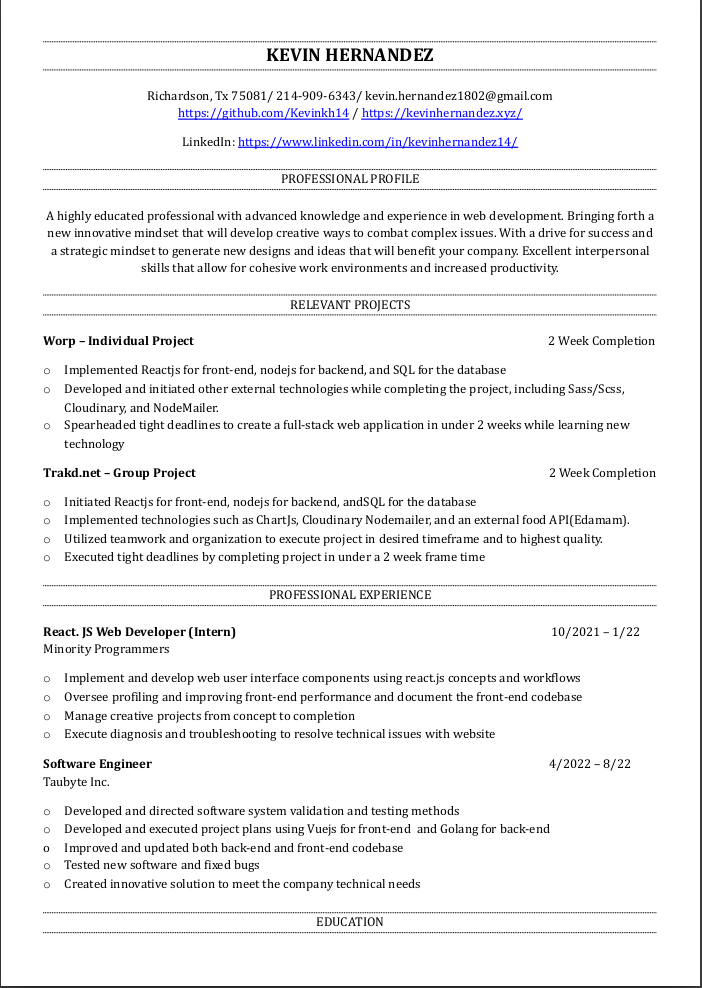 KEVIN HERNANDEZ
Richardson, Tx 75081/ 214-909-6343/ kevin.hernandez1802@gmail.com
https://github.com/Kevinkh14 / https://kevinhernandez.xyz/
LinkedIn: https://www.linkedin.com/in/kevinhernandez14/
PROFESSIONAL PROFILE
A highly educated professional with advanced knowledge and experience in web development. Bringing forth a
new innovative mindset that will develop creative ways to combat complex issues. With a drive for success and
a strategic mindset to generate new designs and ideas that will benefit your company. Excellent interpersonal
skills that allow for cohesive work environments and increased productivity.
RELEVANT PROJECTS
Worp – Individual Project 2 Week Completion
o Implemented Reactjs for front-end, nodejs for backend, and SQL for the database
o Developed and initiated other external technologies while completing the project, including Sass/Scss,
Cloudinary, and NodeMailer.
o Spearheaded tight deadlines to create a full-stack web application in under 2 weeks while learning new
technology
Trakd.net – Group Project 2 Week Completion
o Initiated Reactjs for front-end, nodejs for backend, andSQL for the database
o Implemented technologies such as ChartJs, Cloudinary Nodemailer, and an external food API(Edamam).
o Utilized teamwork and organization to execute project in desired timeframe and to highest quality.
o Executed tight deadlines by completing project in under a 2 week frame time
PROFESSIONAL EXPERIENCE
React. JS Web Developer (Intern) 10/2021 – 1/22
Minority Programmers
o Implement and develop web user interface components using react.js concepts and workflows
o Oversee profiling and improving front-end performance and document the front-end codebase
o Manage creative projects from concept to completion
o Execute diagnosis and troubleshooting to resolve technical issues with website
Software Engineer 4/2022 – 8/22
Taubyte Inc.
o Developed and directed software system validation and testing methods
o Developed and executed project plans using Vuejs for front-end and Golang for back-end
o Improved and updated both back-end and front-end codebase
o Tested new software and fixed bugs
o Created innovative solution to meet the company technical needs
EDUCATION